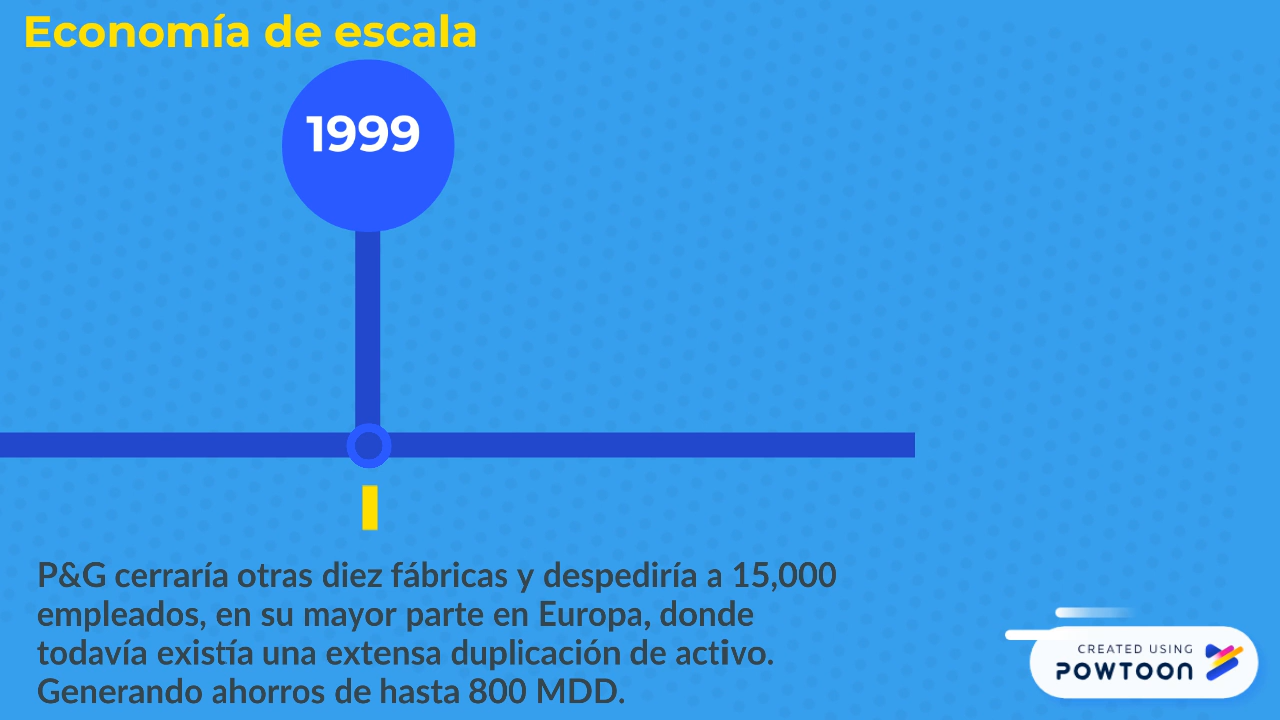 Economía de escala
1999
P&G cerraría otras diez fábricas y despediría a 15,000
empleados, en su mayor parte en Europa, donde
todavía existía una extensa duplicación de activo.
Generando ahorros de hasta 800 MDD.
CREATED USING
POWTOON